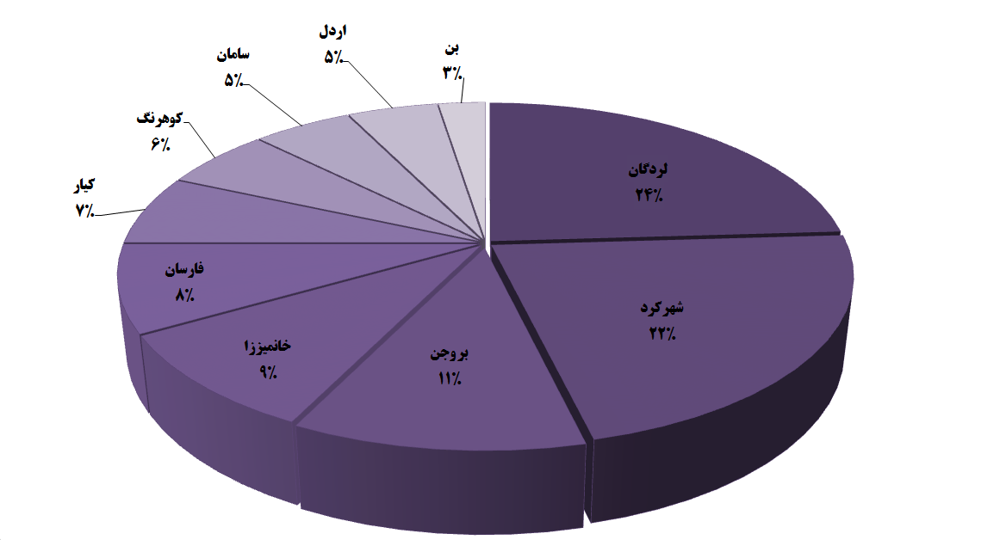 لردگان
۲۴%
شهرکرد
۲۲%
بروجن
۱۱%
خانمیززا
۹%
فارسان
۸%
کیار
۷%
کوهرنگ
۶%
سامان
۵%
اردل
۵%
بن
۳%